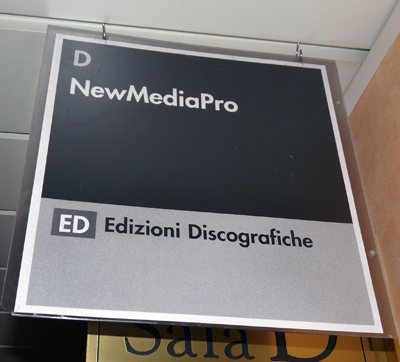 D
NewMediaPro
ED Edizioni Discografiche
Sala D